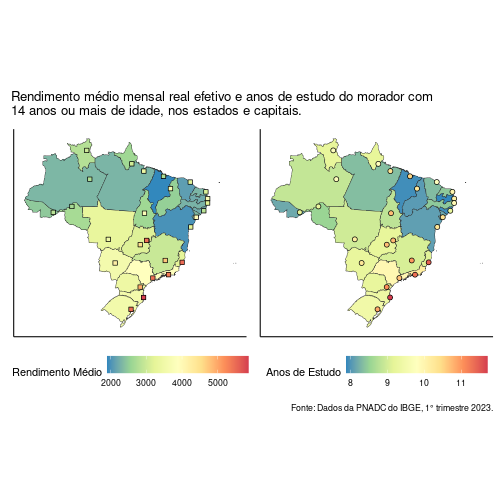 Rendimento médio mensal real efetivo e anos de estudo do morador com
14 anos ou mais de idade, nos estados e capitais.
Rendimento Médio
2000 3000 4000 5000
Anos de Estudo
8 9 10 11
Fonte: Dados da PNADC do IBGE, 1° trimestre 2023.